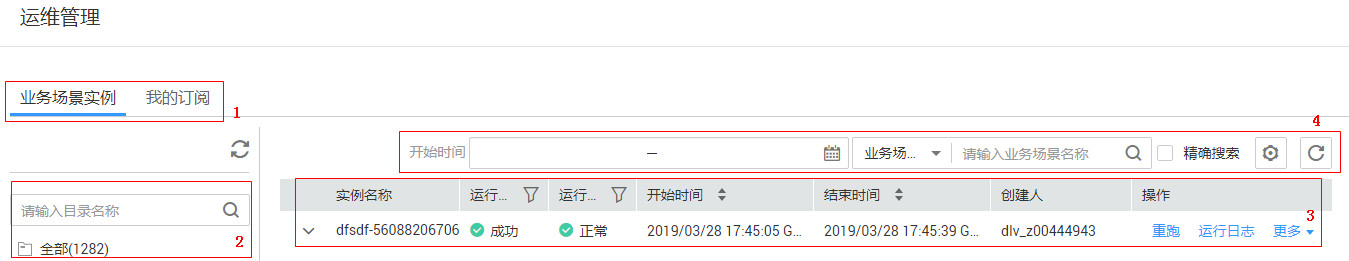 运维管理
业务场景实例 我的订阅
1
4
开始时间 — 业务场... 请输入业务场景名称 精确搜索
请输入目录名称
2
全部(1282)
实例名称 运行... 运行... 开始时间 结束时间 创建人 操作
3
dfsdf-56088206706 成功 正常 2019/03/28 17:45:05 G... 2019/03/28 17:45:39 G... dlv_z00444943 重跑 运行日志 更多